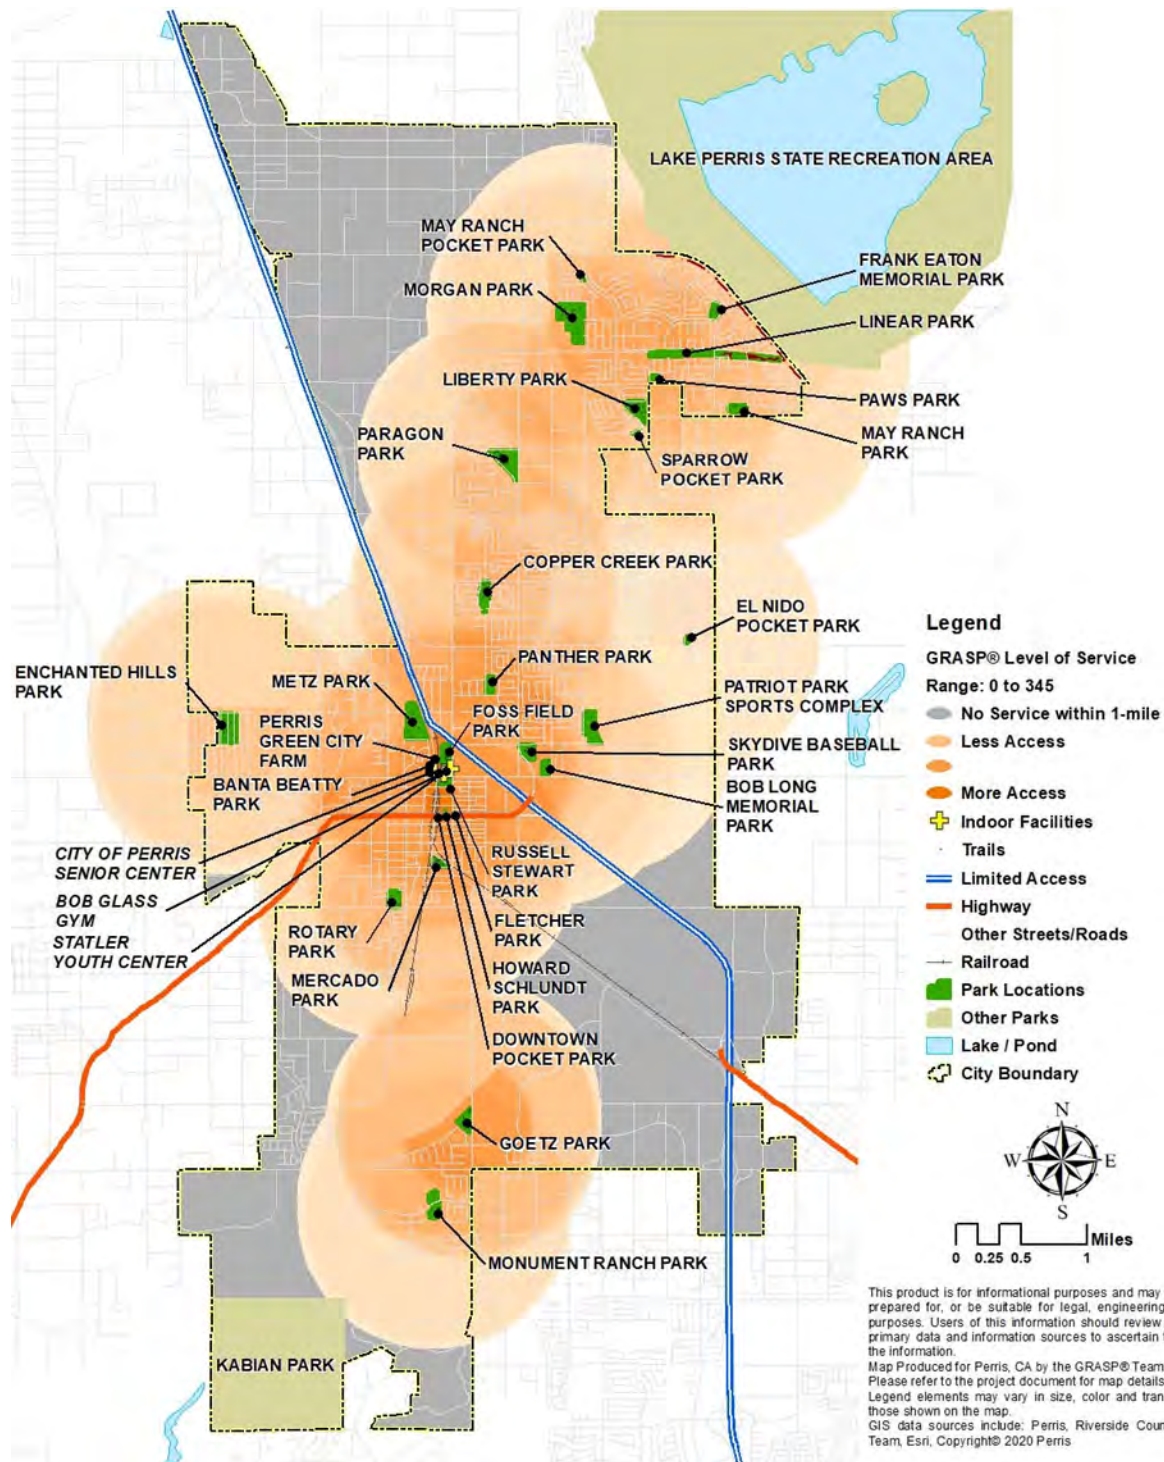 LAKE PERRIS STATE RECREATION AREA
MAY RANCH
POCKET PARK
FRANK EATON
MEMORIAL PARK
MORGAN PARK
LINEAR PARK
LIBERTY PARK
PAWS PARK
PARAGON
PARK
MAY RANCH
PARK
SPARROW
POCKET PARK
COPPER CREEK PARK
EL NIDO
POCKET PARK
ENCHANTED HILLS
PARK
METZ PARK
PANTHER PARK
PATRIOT PARK
SPORTS COMPLEX
FOSS FIELD
PARK
PERRIS
GREEN CITY
FARM
SKYDIVE BASEBALL
PARK
BANTA BEATTY
PARK
BOB LONG
MEMORIAL
PARK
CITY OF PERRIS
SENIOR CENTER
RUSSELL
STEWART
PARK
BOB GLASS
GYM
FLETCHER
PARK
STATLER
YOUTH CENTER
ROTARY
PARK
HOWARD
SCHLUNDT
PARK
MERCADO
PARK
DOWNTOWN
POCKET PARK
GOETZ PARK
MONUMENT RANCH PARK
KABIAN PARK
Legend
GRASP® Level of Service
Range: 0 to 345
No Service within 1-mile
Less Access
More Access
Indoor Facilities
Trails
Limited Access
Highway
Other Streets/Roads
Railroad
Park Locations
Other Parks
Lake / Pond
City Boundary
N
W E
S
Miles
0 0.25 0.5 1
This product is for informational purposes and may
prepared for, or be suitable for legal, engineering
purposes. Users of this information should review
primary data and information sources to ascertain
the information.
Map Produced for Perris, CA by the GRASP® Team
Please refer to the project document for map details
Legend elements may vary in size, color and tran
those shown on the map.
GIS data sources include: Perris, Riverside Coun
Team, Esri, Copyright© 2020 Perris